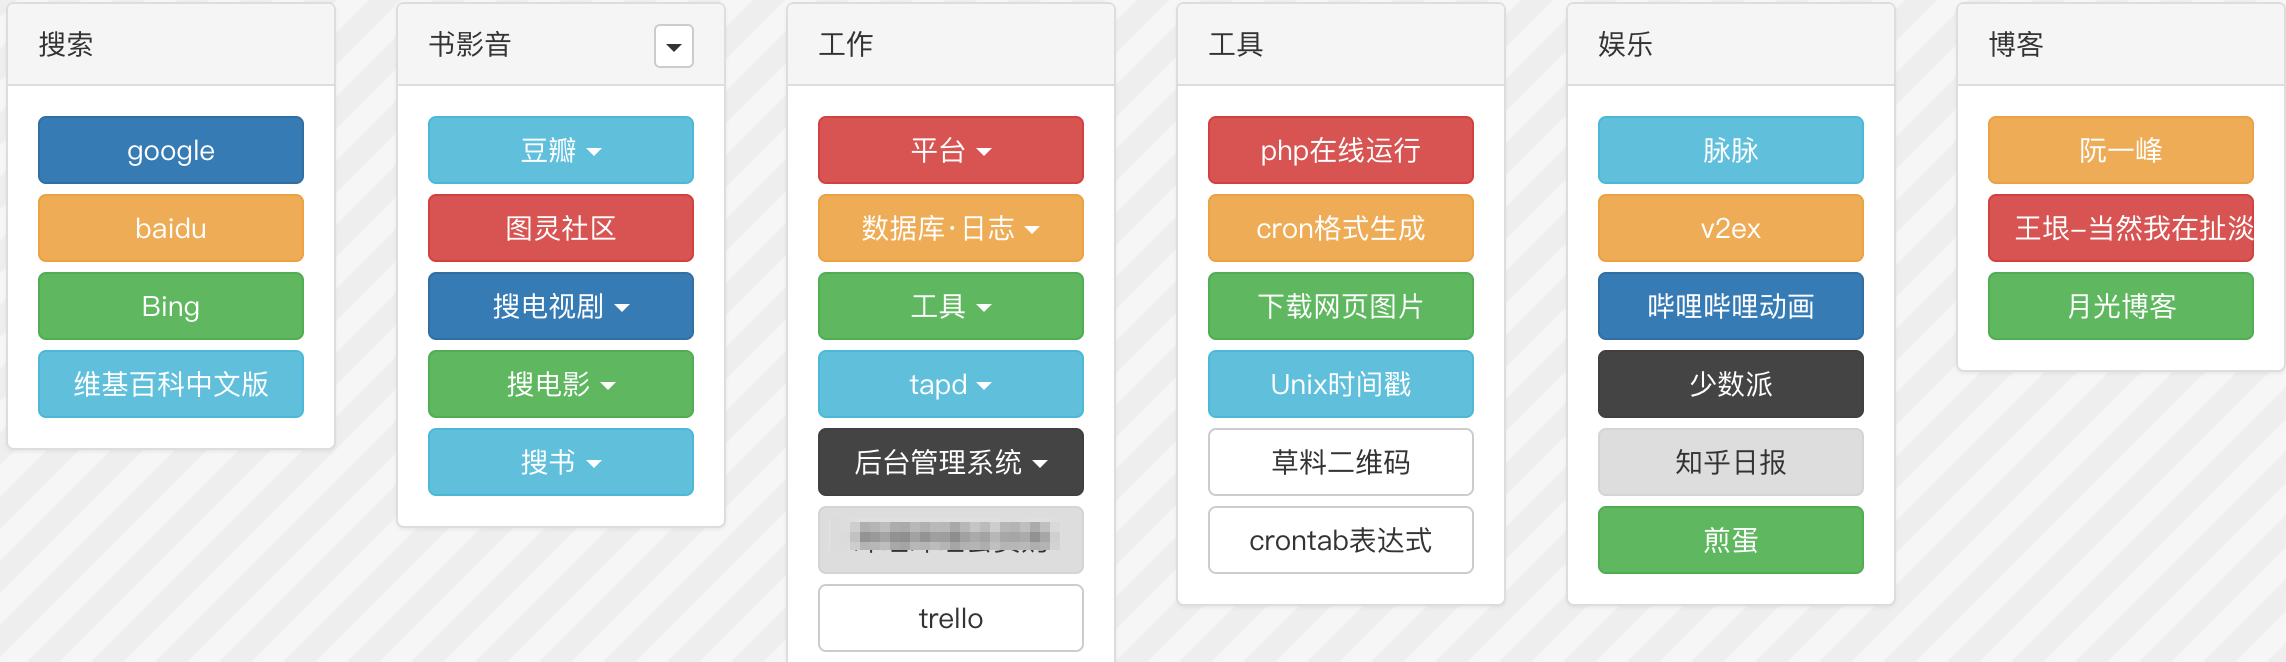 搜索
google
baidu
Bing
维基百科中文版
书影音
豆瓣
图灵社区
搜电视剧
搜电影
搜书
工作
平台
数据库·日志
工具
tapd
后台管理系统
trello
工具
php在线运行
cron格式生成
下载网页图片
Unix时间戳
草料二维码
crontab表达式
娱乐
脉脉
v2ex
哔哩哔哩动画
少数派
知乎日报
煎蛋
博客
阮一峰
王垠-当然我在扯淡
月光博客